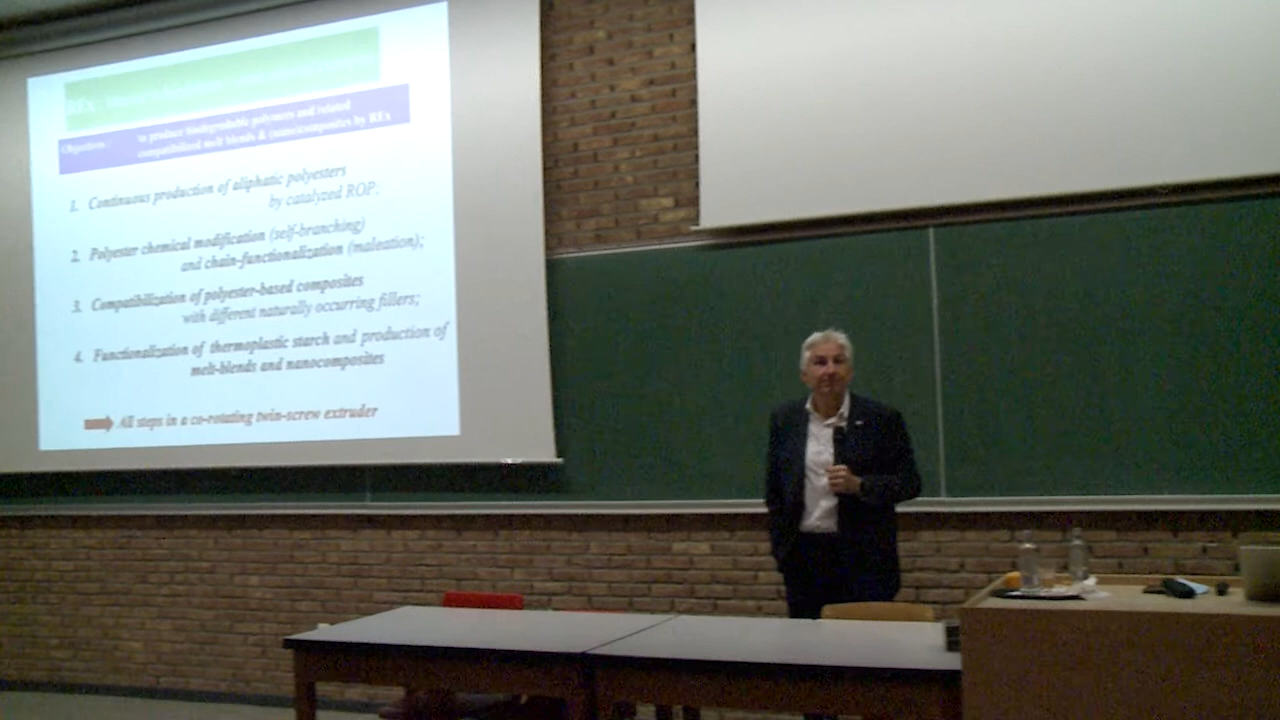 REx
Objectives : to produce biodegradable polymers and related
compatibilized melt blends & (nano)composites by REx
1. Continuous production of aliphatic polyesters
by catalyzed ROP;
2. Polyester chemical modification (self-branching)
and chain-functionalization (maleation);
3. Compatibilization of polyester-based composites
with different naturally occurring fillers;
4. Functionalization of thermoplastic starch and production of
melt-blends and nanocomposites
All steps in a co-rotating twin-screw extruder